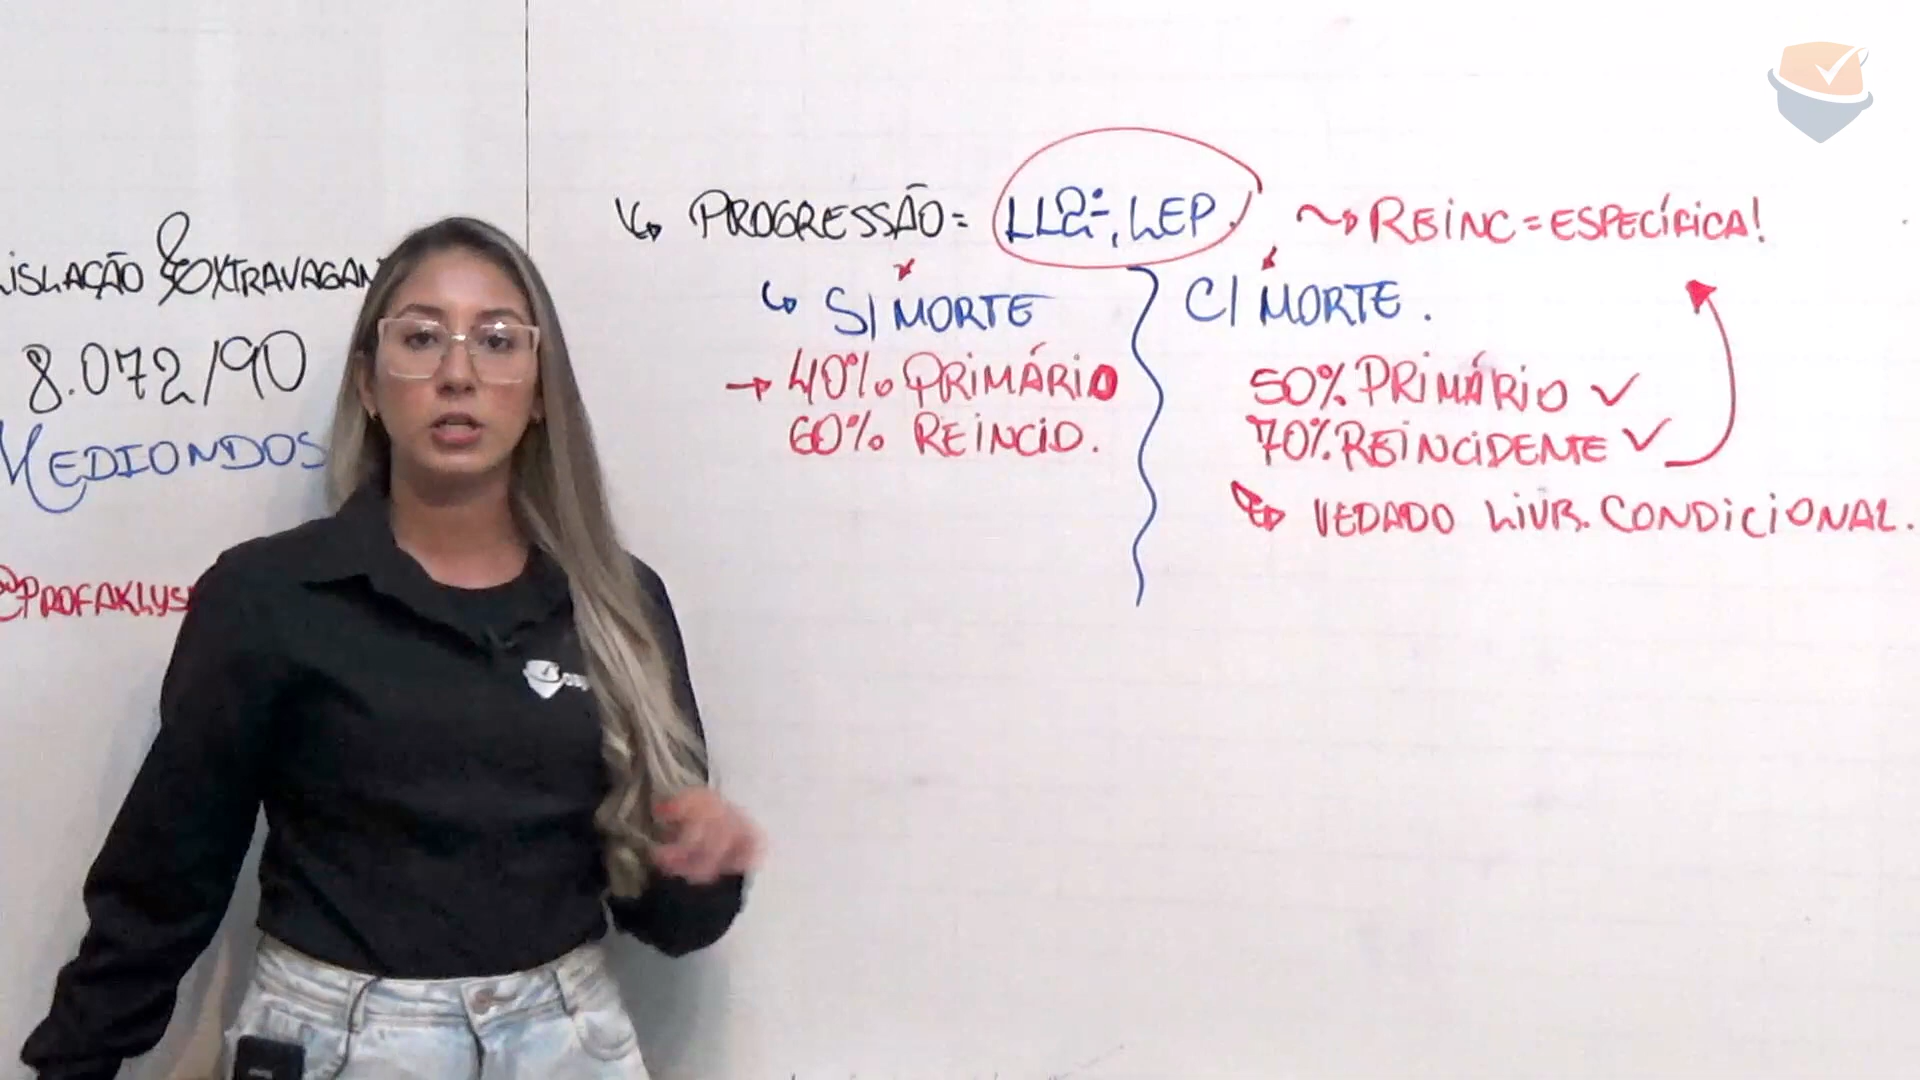 ISLAÇÃO EXTRAVAGAN
8.072/90
HEDIONDOS
@PROFAKLYS
↳ PROGRESSÃO = LL2ª, LEP. ⤳ REINC = ESPECÍFICA!
↳ S/ MORTE
→ 40% PRIMÁRIO
60% REINCID.
C/ MORTE.
50% PRIMÁRIO ✓
70% REINCIDENTE ✓
↳ VEDADO LIVR. CONDICIONAL.